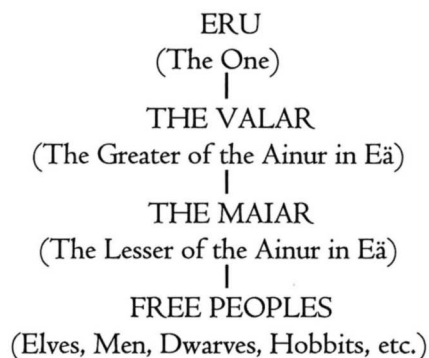 ERU
(The One)
THE VALAR
(The Greater of the Ainur in Eä)
THE MAIAR
(The Lesser of the Ainur in Eä)
FREE PEOPLES
(Elves, Men, Dwarves, Hobbits, etc.)